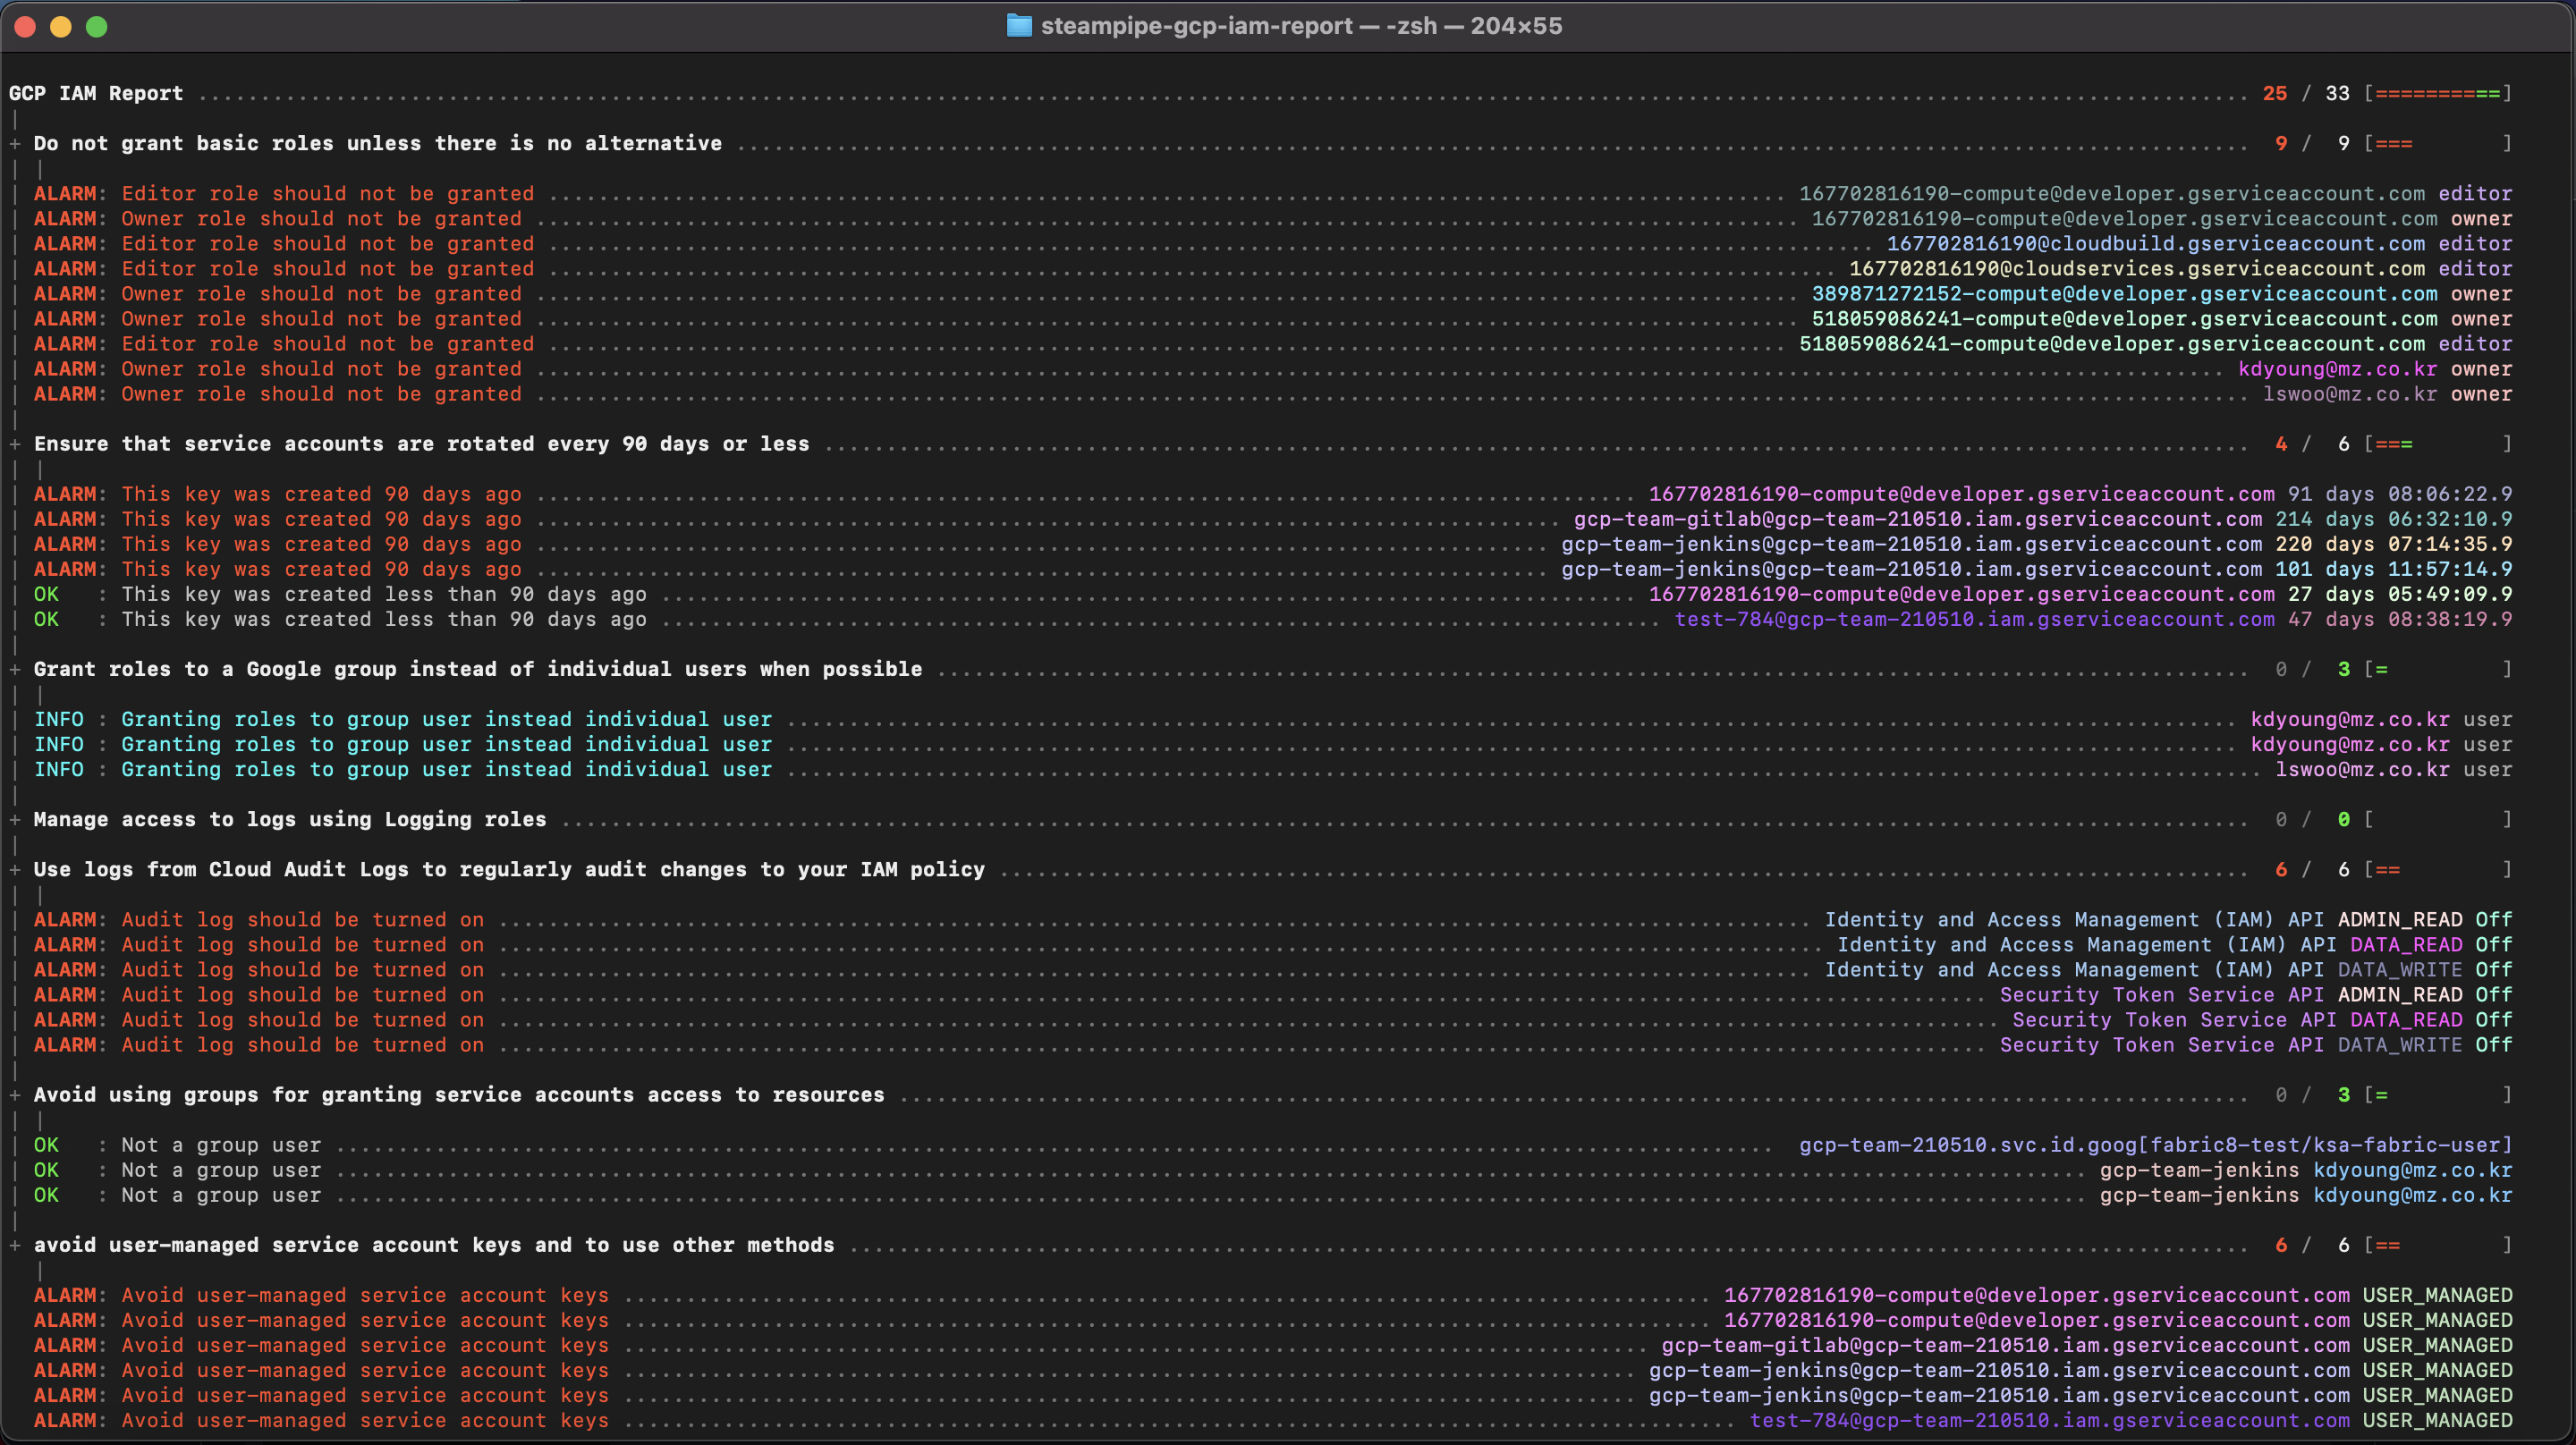 steampipe-gcp-iam-report — -zsh — 204×55
GCP IAM Report ........ 25 / 33 [==========]
+ Do not grant basic roles unless there is no alternative ........ 9 / 9 [=== ]
ALARM: Editor role should not be granted ........ 167702816190-compute@developer.gserviceaccount.com editor
ALARM: Owner role should not be granted ........ 167702816190-compute@developer.gserviceaccount.com owner
ALARM: Editor role should not be granted ........ 167702816190@cloudbuild.gserviceaccount.com editor
ALARM: Editor role should not be granted ........ 167702816190@cloudservices.gserviceaccount.com editor
ALARM: Owner role should not be granted ........ 389871272152-compute@developer.gserviceaccount.com owner
ALARM: Owner role should not be granted ........ 518059086241-compute@developer.gserviceaccount.com owner
ALARM: Editor role should not be granted ........ 518059086241-compute@developer.gserviceaccount.com editor
ALARM: Owner role should not be granted ........ kdyoung@mz.co.kr owner
ALARM: Owner role should not be granted ........ lswoo@mz.co.kr owner
+ Ensure that service accounts are rotated every 90 days or less ........ 4 / 6 [=== ]
ALARM: This key was created 90 days ago ........ 167702816190-compute@developer.gserviceaccount.com 91 days 08:06:22.9
ALARM: This key was created 90 days ago ........ gcp-team-gitlab@gcp-team-210510.iam.gserviceaccount.com 214 days 06:32:10.9
ALARM: This key was created 90 days ago ........ gcp-team-jenkins@gcp-team-210510.iam.gserviceaccount.com 220 days 07:14:35.9
ALARM: This key was created 90 days ago ........ gcp-team-jenkins@gcp-team-210510.iam.gserviceaccount.com 101 days 11:57:14.9
OK : This key was created less than 90 days ago ........ 167702816190-compute@developer.gserviceaccount.com 27 days 05:49:09.9
OK : This key was created less than 90 days ago ........ test-784@gcp-team-210510.iam.gserviceaccount.com 47 days 08:38:19.9
+ Grant roles to a Google group instead of individual users when possible ........ 0 / 3 [= ]
INFO : Granting roles to group user instead individual user ........ kdyoung@mz.co.kr user
INFO : Granting roles to group user instead individual user ........ kdyoung@mz.co.kr user
INFO : Granting roles to group user instead individual user ........ lswoo@mz.co.kr user
+ Manage access to logs using Logging roles ........ 0 / 0 [ ]
+ Use logs from Cloud Audit Logs to regularly audit changes to your IAM policy ........ 6 / 6 [== ]
ALARM: Audit log should be turned on ........ Identity and Access Management (IAM) API ADMIN_READ Off
ALARM: Audit log should be turned on ........ Identity and Access Management (IAM) API DATA_READ Off
ALARM: Audit log should be turned on ........ Identity and Access Management (IAM) API DATA_WRITE Off
ALARM: Audit log should be turned on ........ Security Token Service API ADMIN_READ Off
ALARM: Audit log should be turned on ........ Security Token Service API DATA_READ Off
ALARM: Audit log should be turned on ........ Security Token Service API DATA_WRITE Off
+ Avoid using groups for granting service accounts access to resources ........ 0 / 3 [= ]
OK : Not a group user ........ gcp-team-210510.svc.id.goog[fabric8-test/ksa-fabric-user]
OK : Not a group user ........ gcp-team-jenkins kdyoung@mz.co.kr
OK : Not a group user ........ gcp-team-jenkins kdyoung@mz.co.kr
+ avoid user-managed service account keys and to use other methods ........ 6 / 6 [== ]
ALARM: Avoid user-managed service account keys ........ 167702816190-compute@developer.gserviceaccount.com USER_MANAGED
ALARM: Avoid user-managed service account keys ........ 167702816190-compute@developer.gserviceaccount.com USER_MANAGED
ALARM: Avoid user-managed service account keys ........ gcp-team-gitlab@gcp-team-210510.iam.gserviceaccount.com USER_MANAGED
ALARM: Avoid user-managed service account keys ........ gcp-team-jenkins@gcp-team-210510.iam.gserviceaccount.com USER_MANAGED
ALARM: Avoid user-managed service account keys ........ gcp-team-jenkins@gcp-team-210510.iam.gserviceaccount.com USER_MANAGED
ALARM: Avoid user-managed service account keys ........ test-784@gcp-team-210510.iam.gserviceaccount.com USER_MANAGED